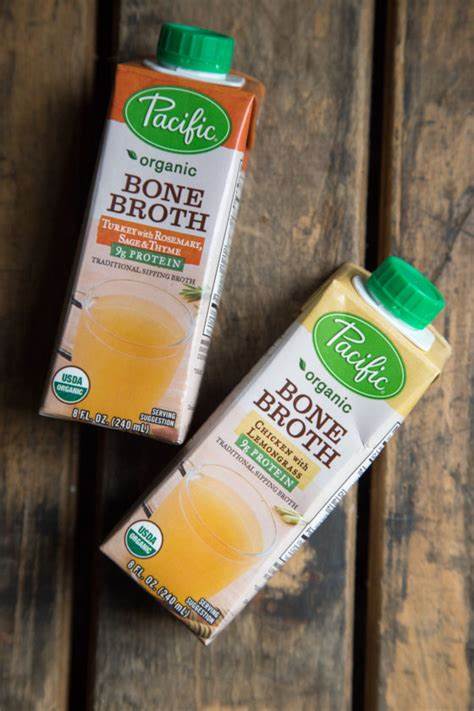 Pacific
organic
BONE
BROTH
TURKEY WITH ROSEMARY,
SAGE & THYME
9g PROTEIN
TRADITIONAL SIPPING BROTH
USDA
ORGANIC
SERVING
SUGGESTION
8 FL. OZ. (240 mL)
Pacific
organic
BONE
BROTH
CHICKEN WITH
LEMONGRASS
9g PROTEIN
TRADITIONAL SIPPING BROTH
USDA
ORGANIC
SERVING
SUGGESTION
8 FL. OZ. (240 mL)